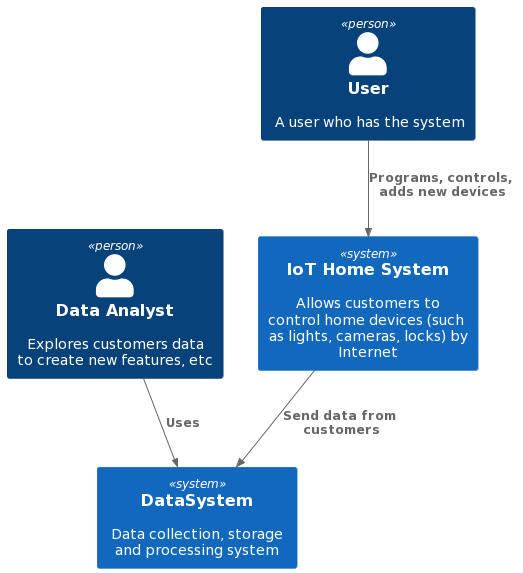 «person»
User
A user who has the system
Programs, controls,
adds new devices
«person»
Data Analyst
Explores customers data
to create new features, etc
«system»
IoT Home System
Allows customers to
control home devices (such
as lights, cameras, locks) by
Internet
Uses
Send data from
customers
«system»
DataSystem
Data collection, storage
and processing system